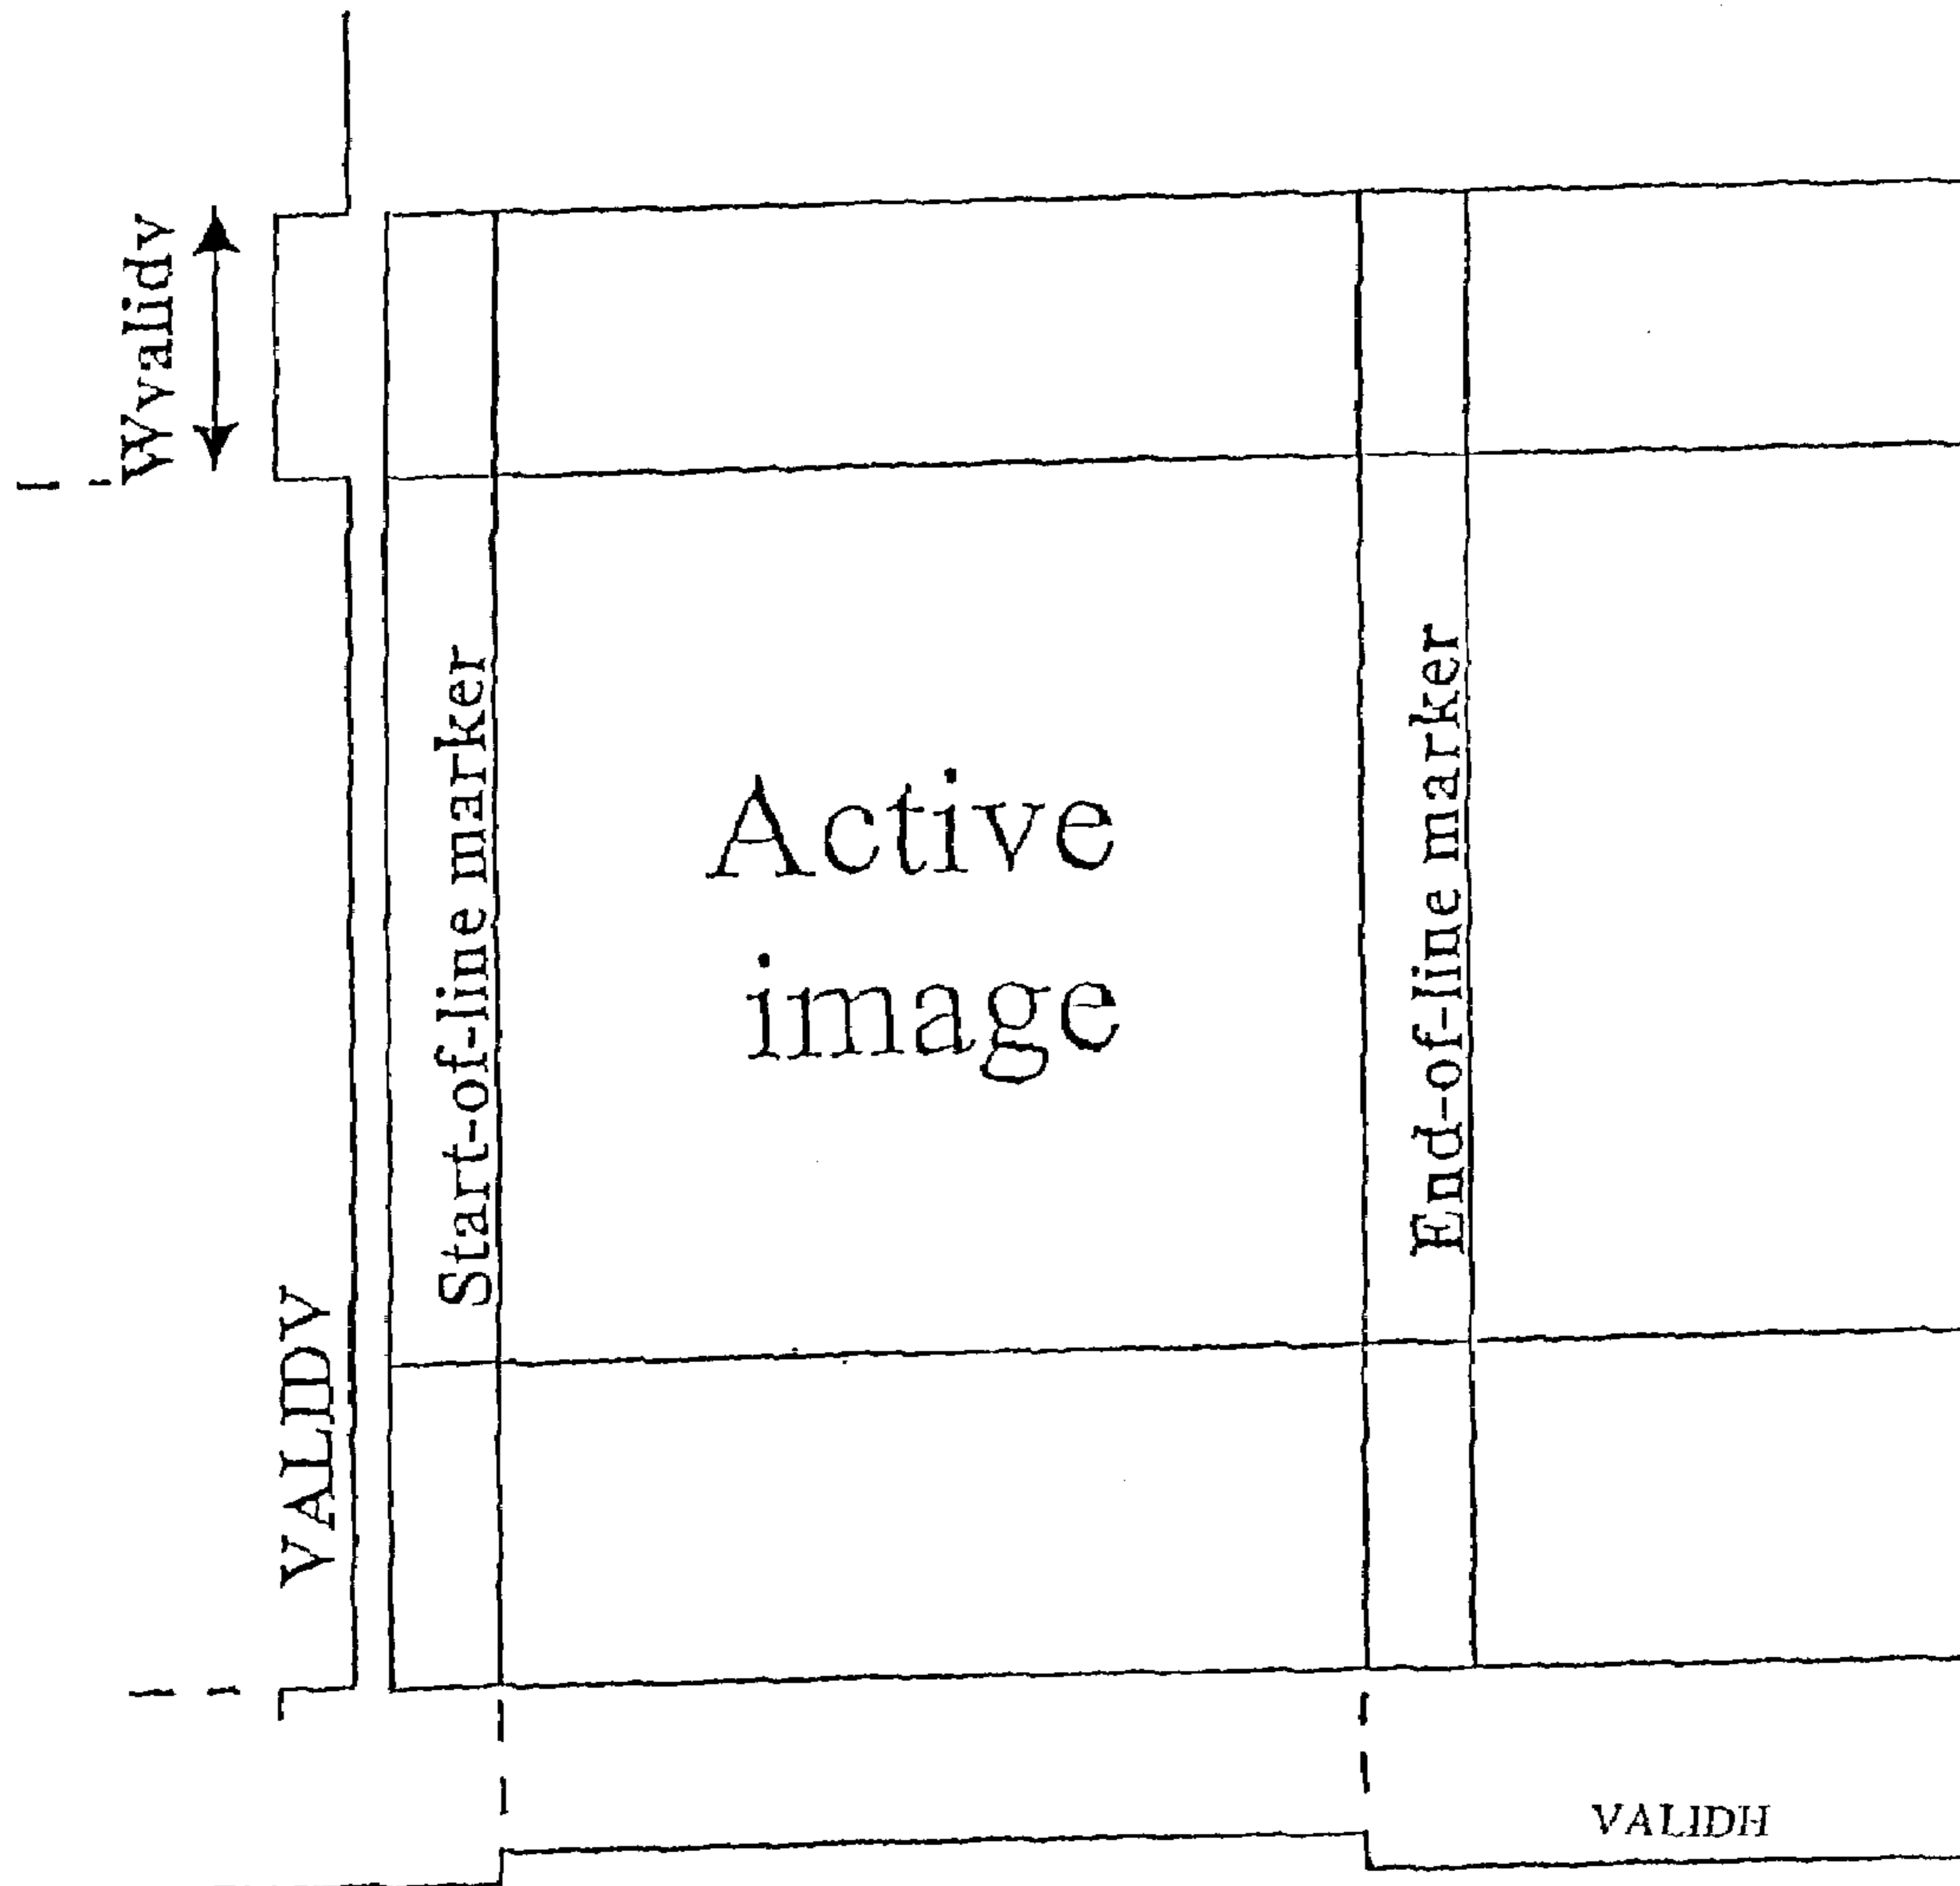 Wvalidv
Start-of-line marker
Active
image
End-of-line marker
VALIDV
VALIDH